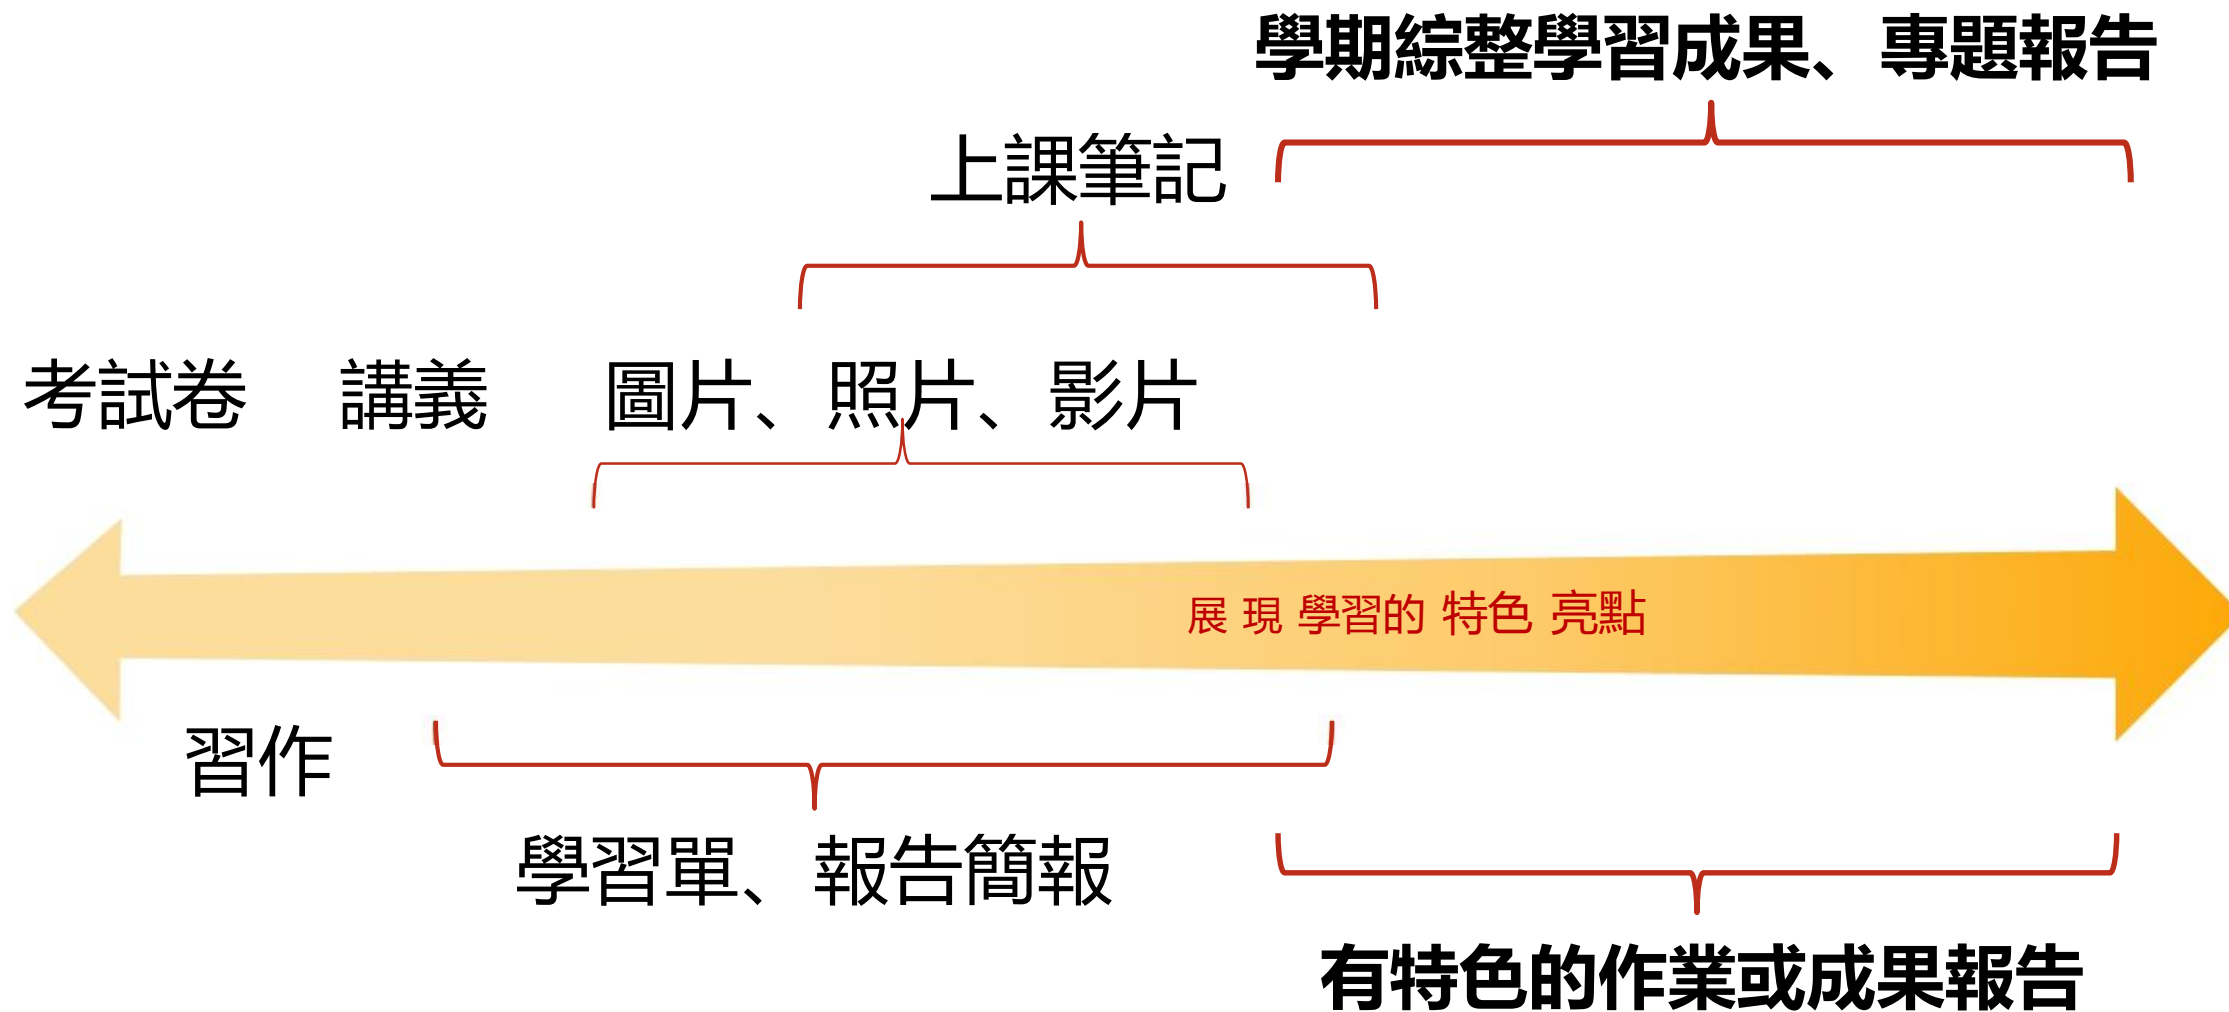 學期綜整學習成果、專題報告
上課筆記
考試卷 講義 圖片、照片、影片
展 現 學習的 特色 亮點
習作
學習單、報告簡報
有特色的作業或成果報告